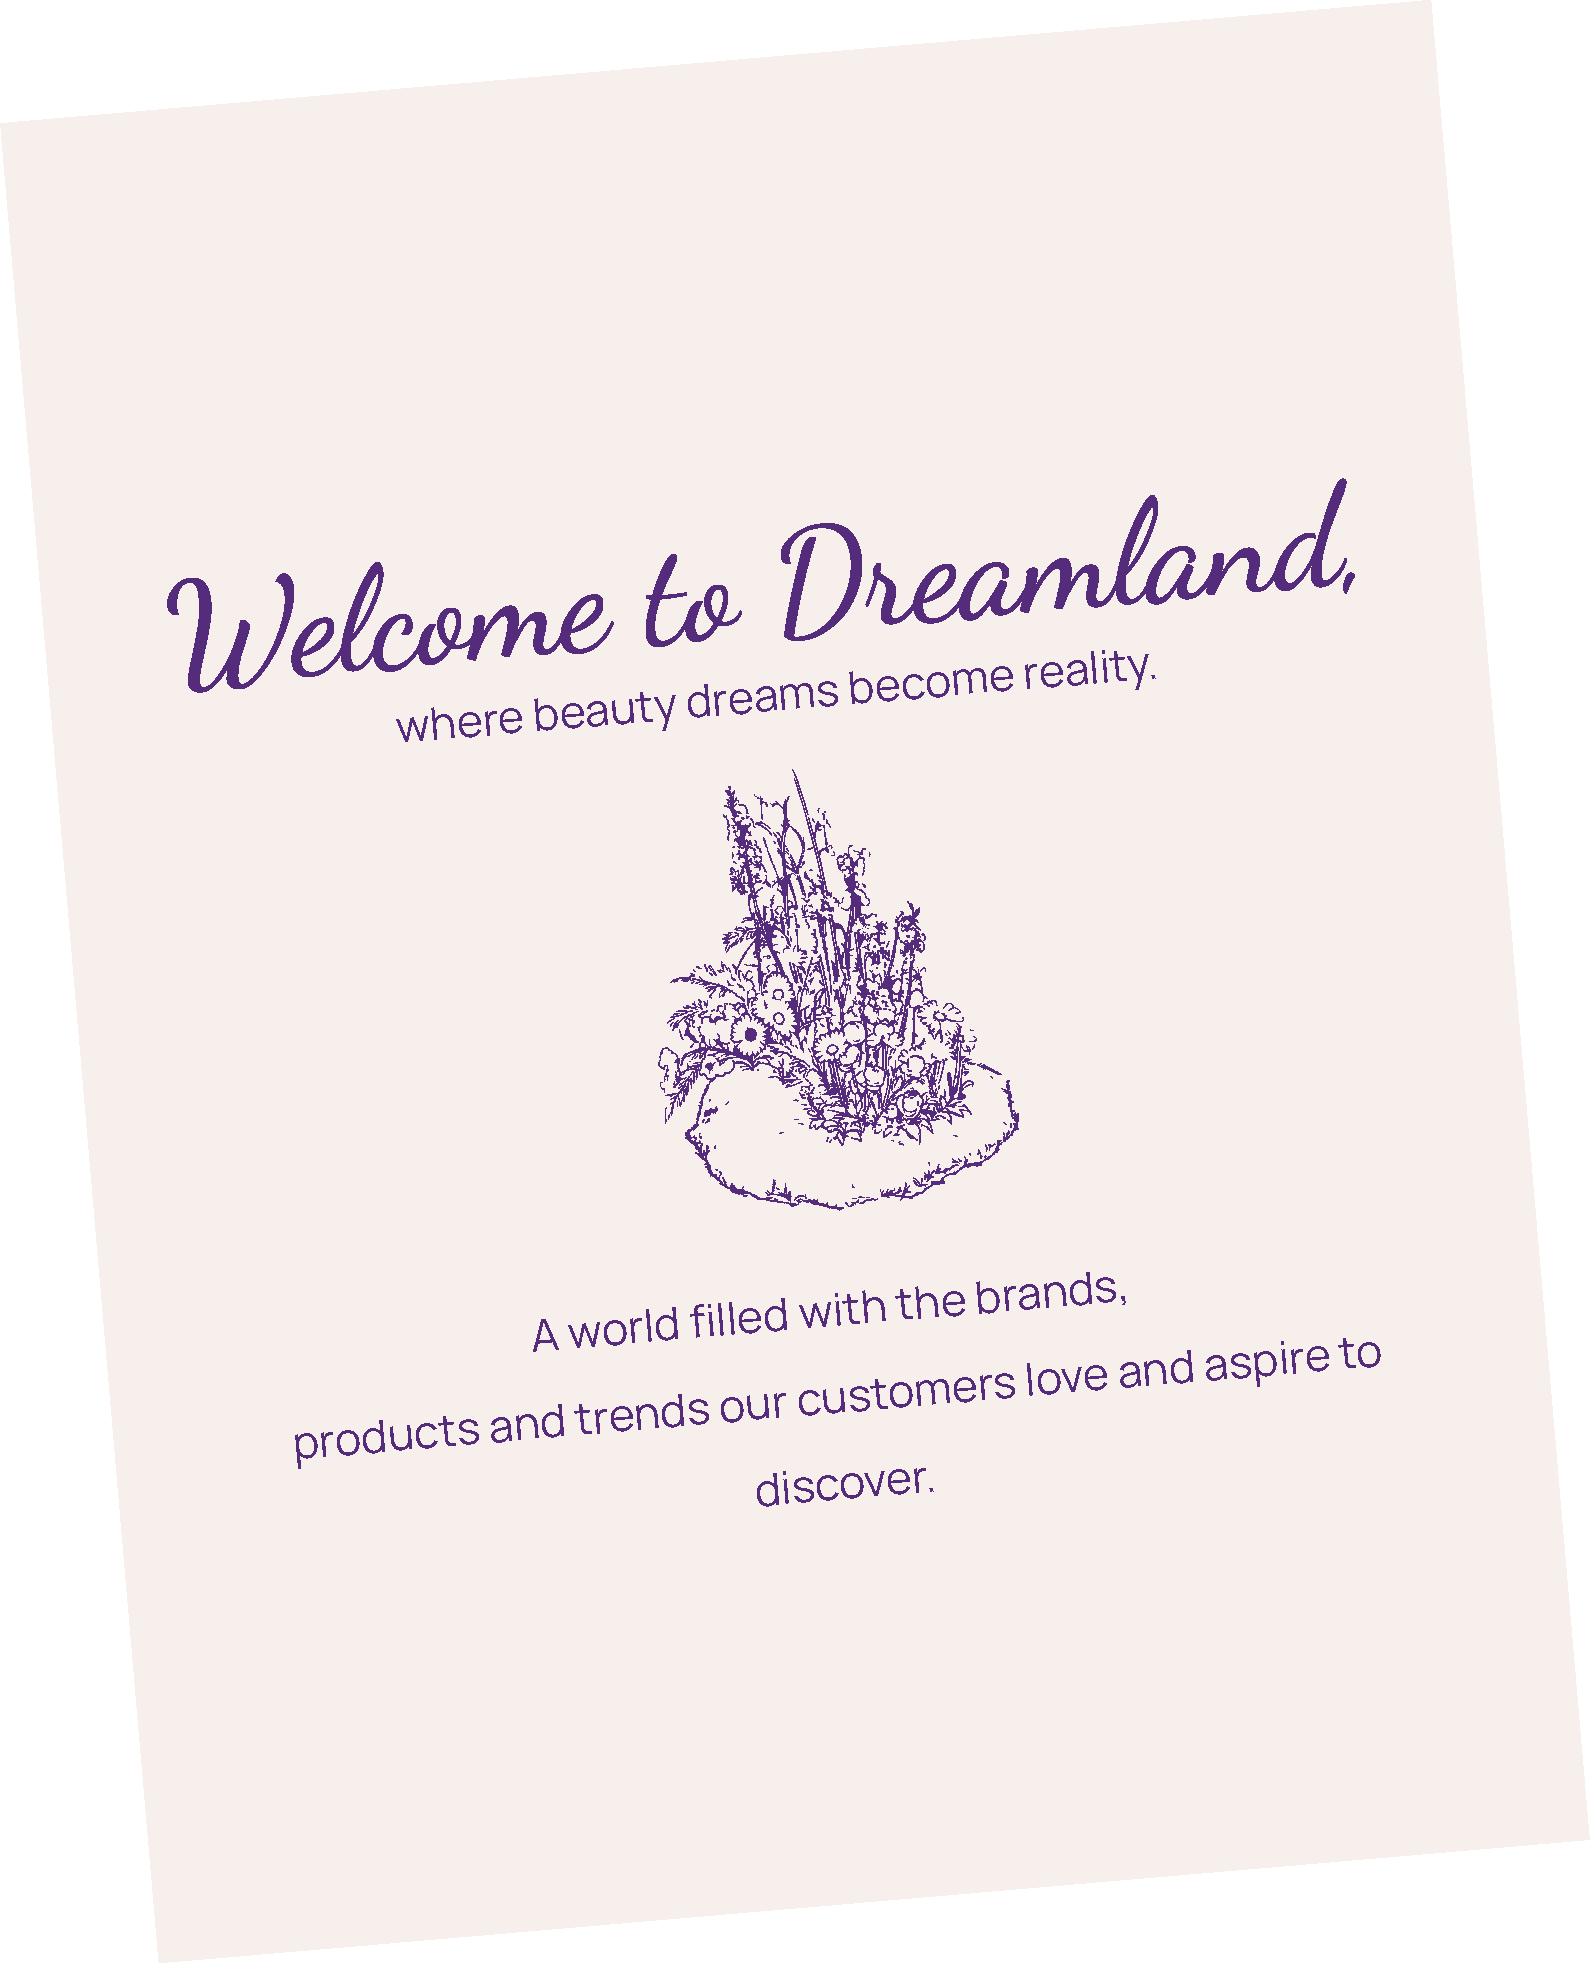 Welcome to Dreamland,
where beauty dreams become reality.
A world filled with the brands,
products and trends our customers love and aspire to
discover.